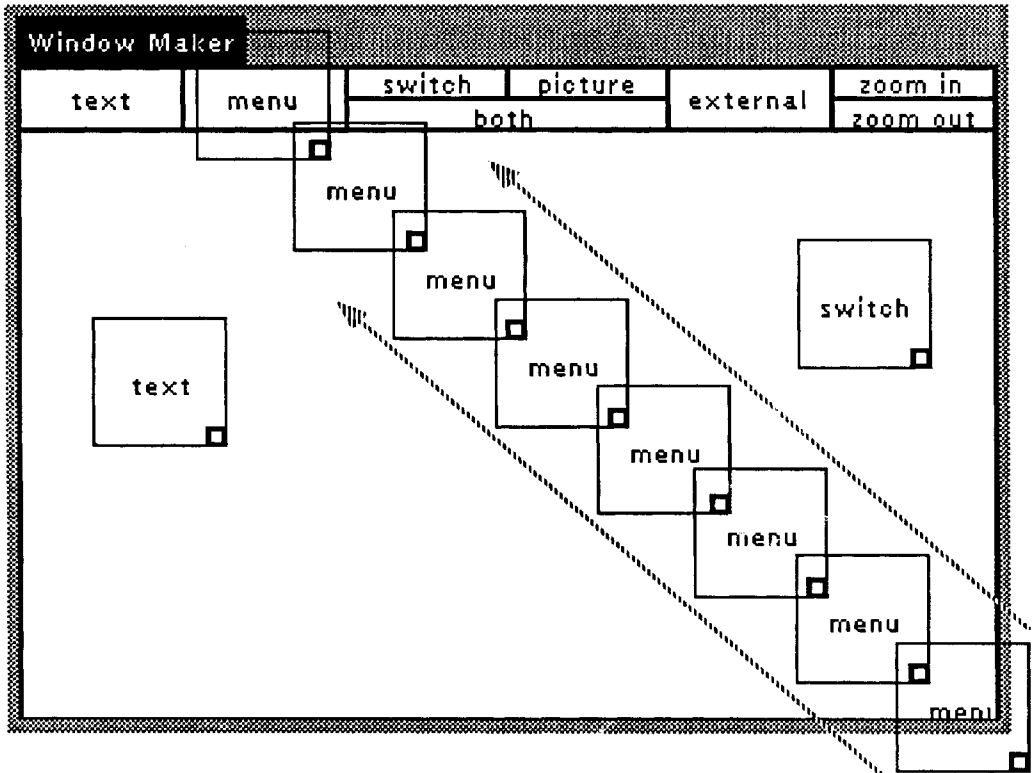 Window Maker
text
menu
switch
picture
both
external
zoom in
zoom out
menu
menu
switch
menu
text
menu
menu
menu
menu